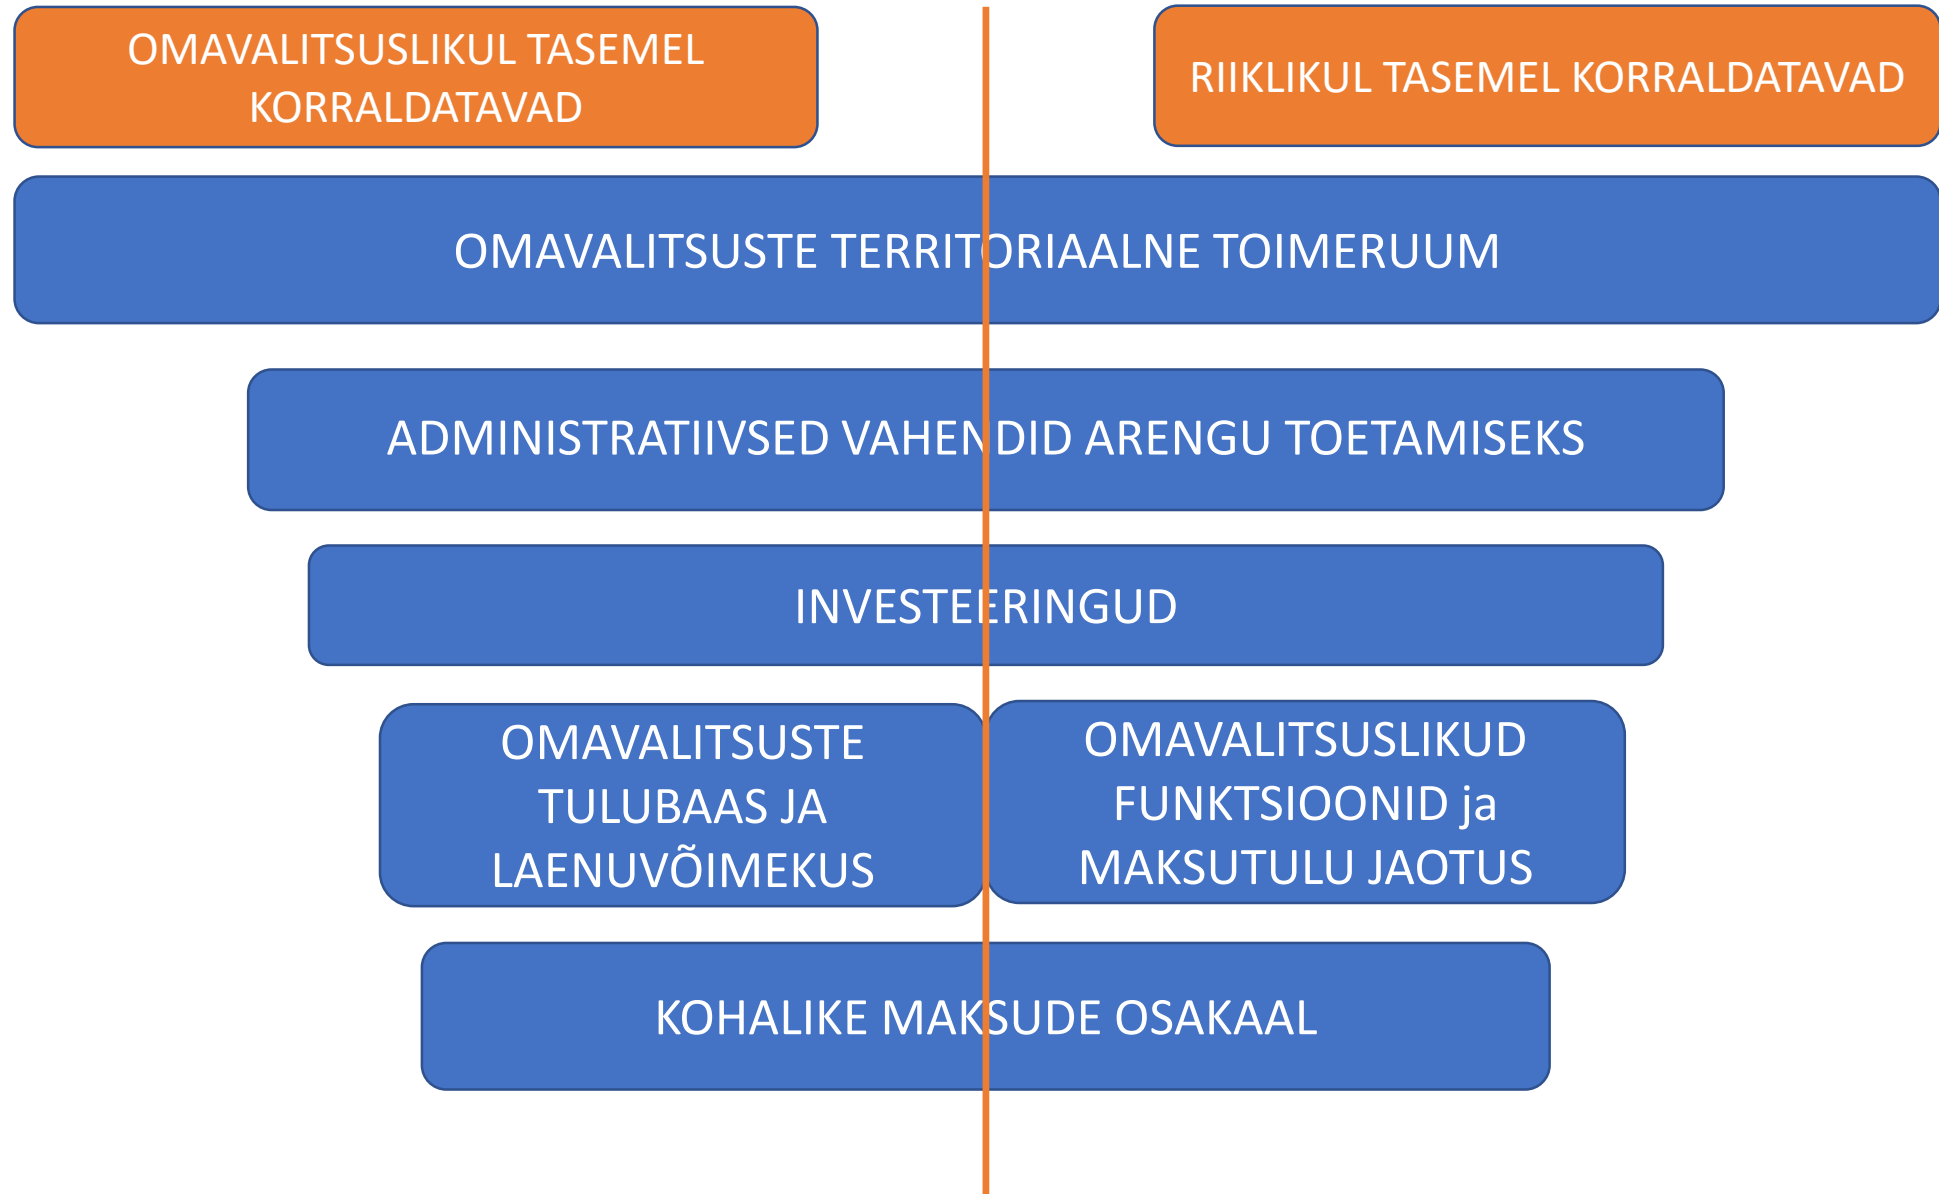 OMAVALITSUSLIKUL TASEMEL
KORRALDATAVAD
RIIKLIKUL TASEMEL KORRALDATAVAD
OMAVALITSUSTE TERRITORIAALNE TOIMERUUM
ADMINISTRATIIVSED VAHENDID ARENGU TOETAMISEKS
INVESTEERINGUD
OMAVALITSUSTE
TULUBAAS JA
LAENUVÕIMEKUS
OMAVALITSUSLIKUD
FUNKTSIOONID ja
MAKSUTULU JAOTUS
KOHALIKE MAKSUDE OSAKAAL